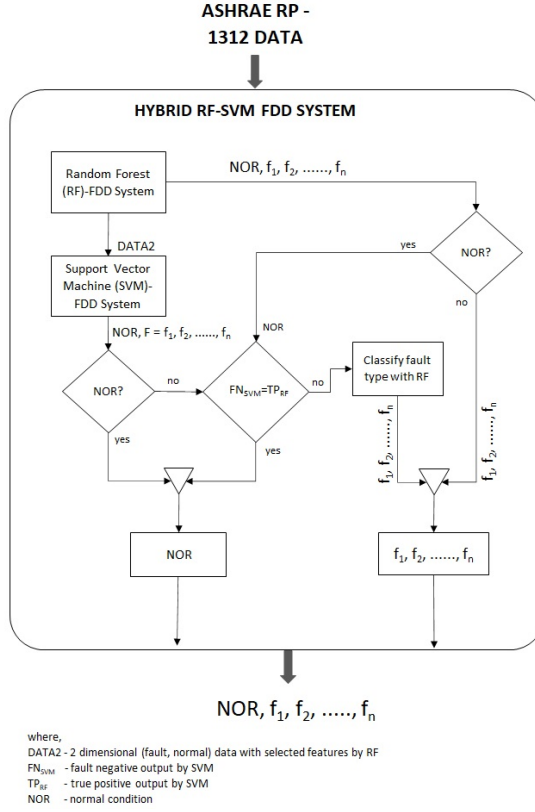 ASHRAE RP -
1312 DATA
HYBRID RF-SVM FDD SYSTEM
Random Forest
(RF)-FDD System
NOR, f₁, f₂, ......, fₙ
NOR?
yes
no
DATA2
Support Vector
Machine (SVM)-
FDD System
NOR, F = f₁, f₂, ......, fₙ
NOR
NOR?
no
yes
FN_SVM=TP_RF
no
yes
Classify fault
type with RF
f₁, f₂, ......, fₙ
f₁, f₂, ......, fₙ
NOR
f₁, f₂, ......, fₙ
NOR, f₁, f₂, ....., fₙ
where,
DATA2 - 2 dimensional (fault, normal) data with selected features by RF
FN_SVM - fault negative output by SVM
TP_RF - true positive output by SVM
NOR - normal condition